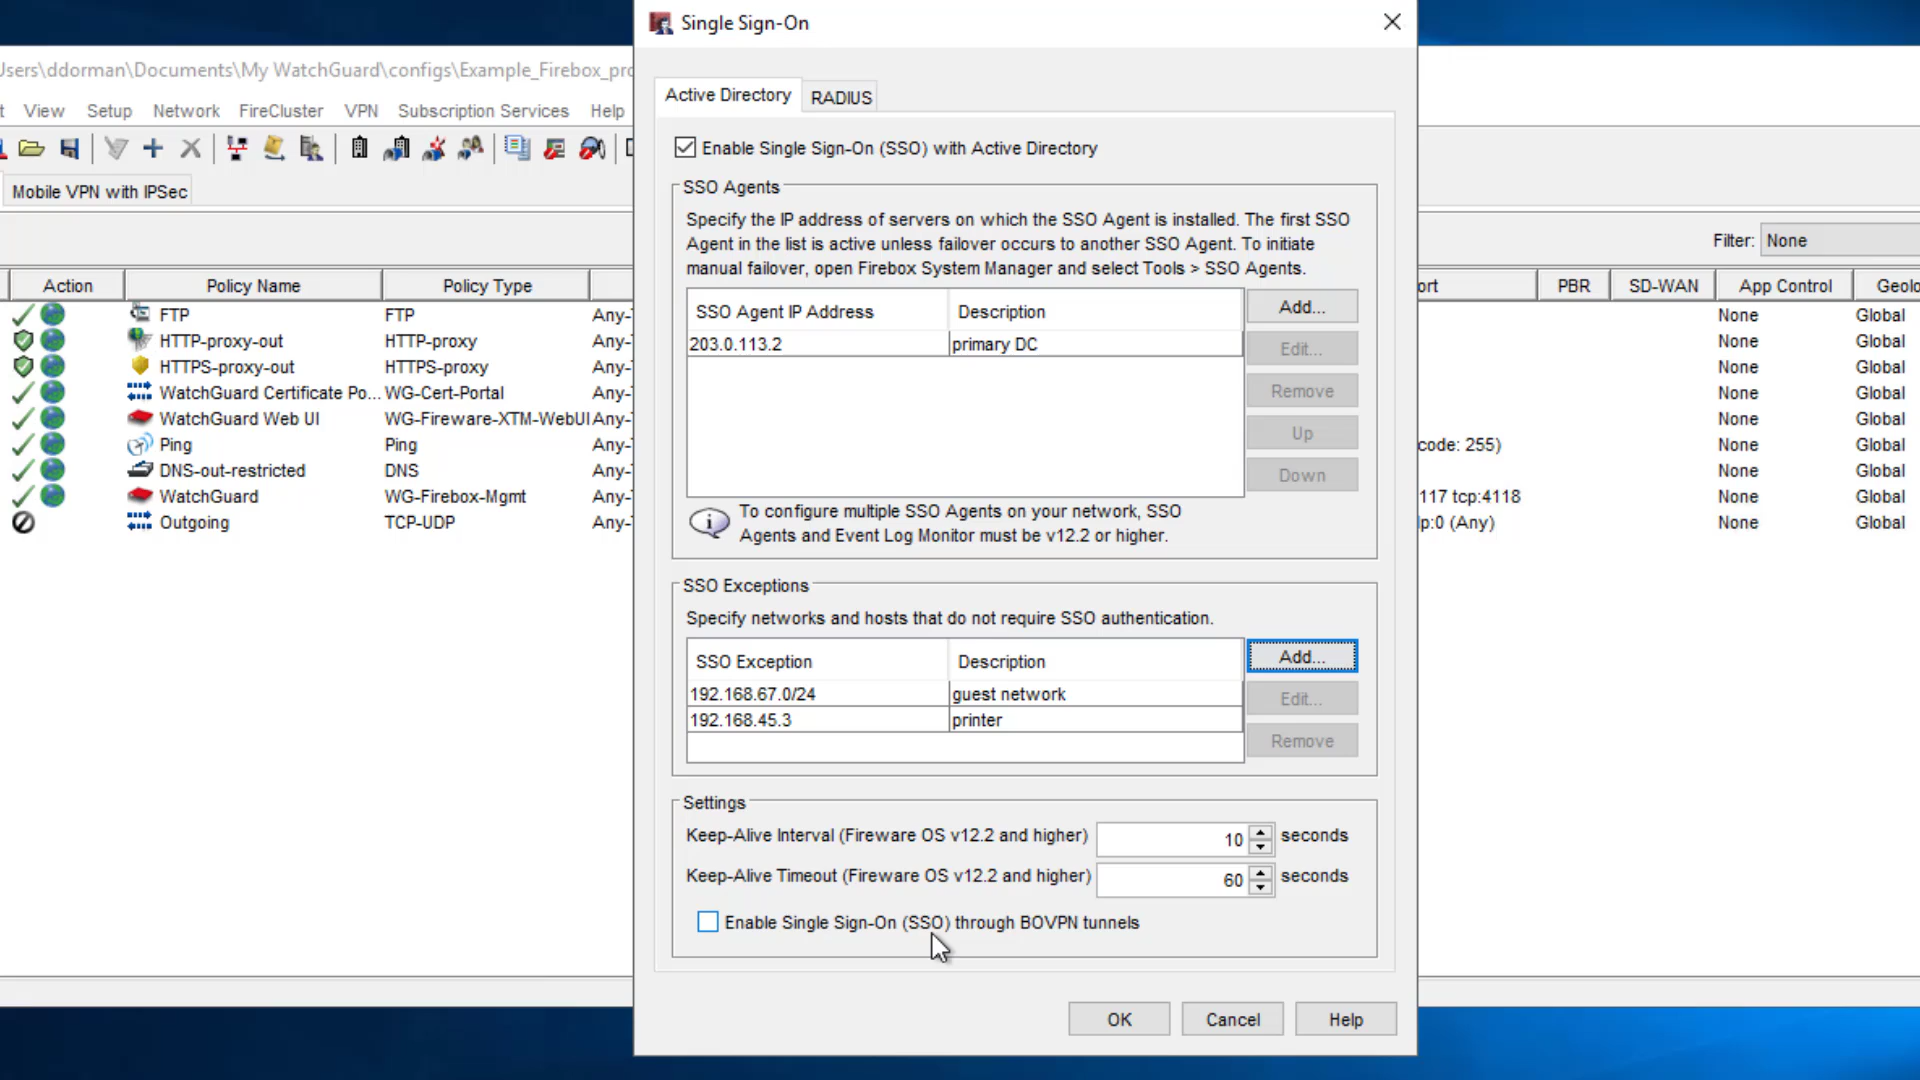 Single Sign-On
Jsers\ddorman\Documents\My WatchGuard\configs\Example_Firebox_pro
View Setup Network FireCluster VPN Subscription Services Help
Mobile VPN with IPSec
Active Directory RADIUS
Enable Single Sign-On (SSO) with Active Directory
SSO Agents
Specify the IP address of servers on which the SSO Agent is installed. The first SSO
Agent in the list is active unless failover occurs to another SSO Agent. To initiate
manual failover, open Firebox System Manager and select Tools > SSO Agents.
SSO Agent IP Address Description
203.0.113.2 primary DC
Add...
Edit...
Remove
Up
Down
To configure multiple SSO Agents on your network, SSO
Agents and Event Log Monitor must be v12.2 or higher.
SSO Exceptions
Specify networks and hosts that do not require SSO authentication.
SSO Exception Description
192.168.67.0/24 guest network
192.168.45.3 printer
Add...
Edit...
Remove
Settings
Keep-Alive Interval (Fireware OS v12.2 and higher) 10 seconds
Keep-Alive Timeout (Fireware OS v12.2 and higher) 60 seconds
Enable Single Sign-On (SSO) through BOVPN tunnels
OK Cancel Help
Filter: None
Action Policy Name Policy Type ort PBR SD-WAN App Control Geolo
FTP FTP Any- None Global
HTTP-proxy-out HTTP-proxy Any- None Global
HTTPS-proxy-out HTTPS-proxy Any- None Global
WatchGuard Certificate Po... WG-Cert-Portal Any- None Global
WatchGuard Web UI WG-Fireware-XTM-WebUI Any- None Global
Ping Ping Any- code: 255) None Global
DNS-out-restricted DNS Any- None Global
WatchGuard WG-Firebox-Mgmt Any- 117 tcp:4118 None Global
Outgoing TCP-UDP Any- p:0 (Any) None Global